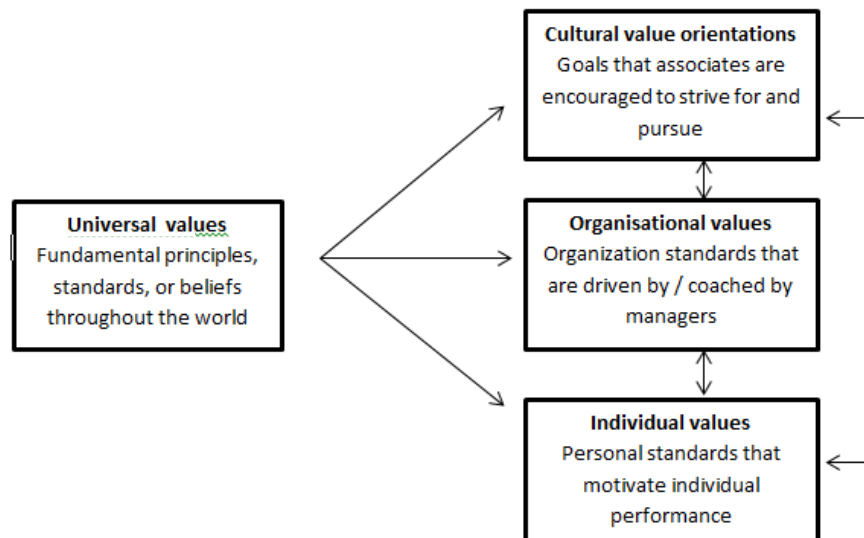 Cultural value orientations
Goals that associates are
encouraged to strive for and
pursue
Universal values
Fundamental principles,
standards, or beliefs
throughout the world
Organisational values
Organization standards that
are driven by / coached by
managers
Individual values
Personal standards that
motivate individual
performance